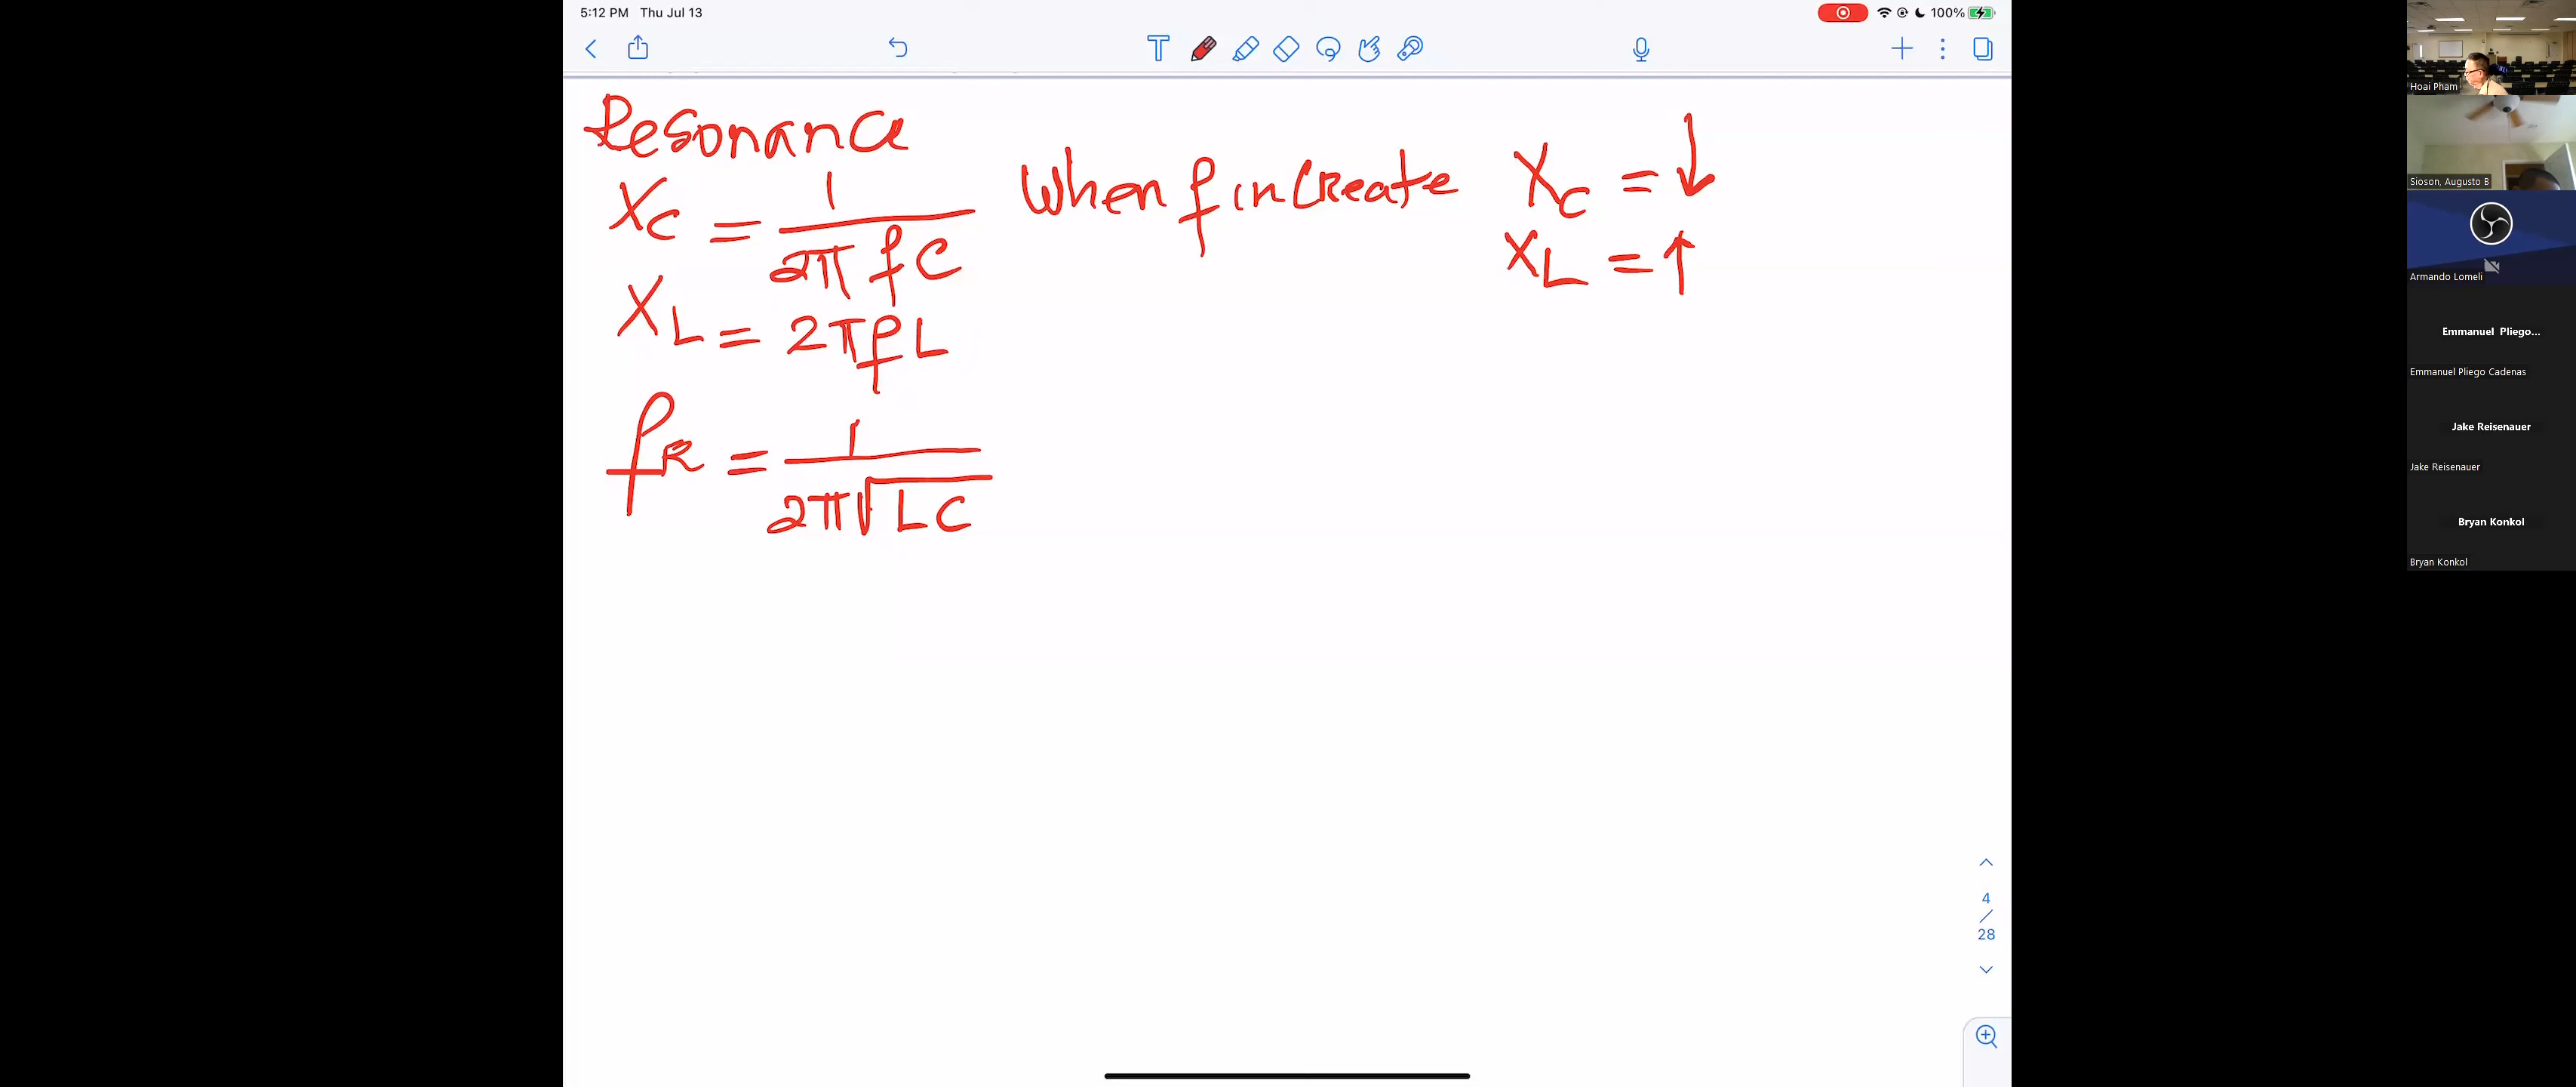 5:12 PM Thu Jul 13
100%
T
Resonance
Xc = 1 / 2π f C
XL = 2π f L
fR = 1 / 2π√LC
When f increate Xc = ↓
XL = ↑
4
/
28
Hoai Pham
Sioson, Augusto B
Armando Lomeli
Emmanuel Pliego...
Emmanuel Pliego Cadenas
Jake Reisenauer
Jake Reisenauer
Bryan Konkol
Bryan Konkol